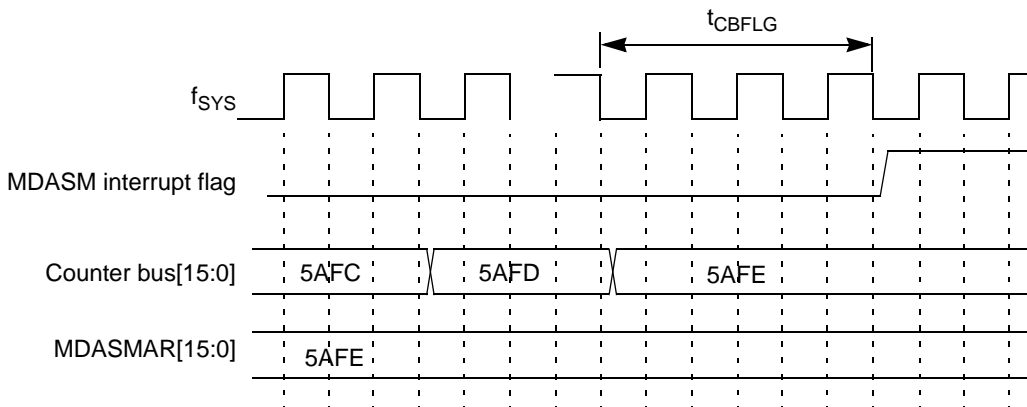 tCBFLG
fSYS
MDASM interrupt flag
Counter bus[15:0]
5AFC
5AFD
5AFE
MDASMAR[15:0]
5AFE